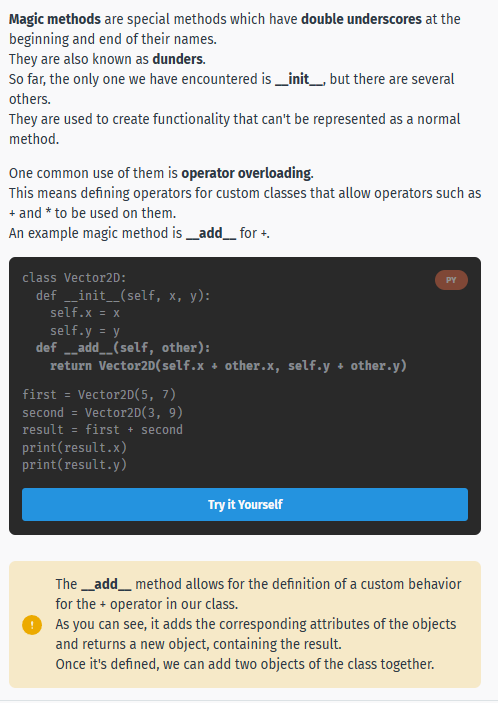 Magic methods are special methods which have double underscores at the
beginning and end of their names.
They are also known as dunders.
So far, the only one we have encountered is __init__, but there are several
others.
They are used to create functionality that can't be represented as a normal
method.
One common use of them is operator overloading.
This means defining operators for custom classes that allow operators such as
+ and * to be used on them.
An example magic method is __add__ for +.
PY
class Vector2D:
  def __init__(self, x, y):
    self.x = x
    self.y = y
  def __add__(self, other):
    return Vector2D(self.x + other.x, self.y + other.y)
first = Vector2D(5, 7)
second = Vector2D(3, 9)
result = first + second
print(result.x)
print(result.y)
Try it Yourself
The __add__ method allows for the definition of a custom behavior
for the + operator in our class.
As you can see, it adds the corresponding attributes of the objects
and returns a new object, containing the result.
Once it's defined, we can add two objects of the class together.